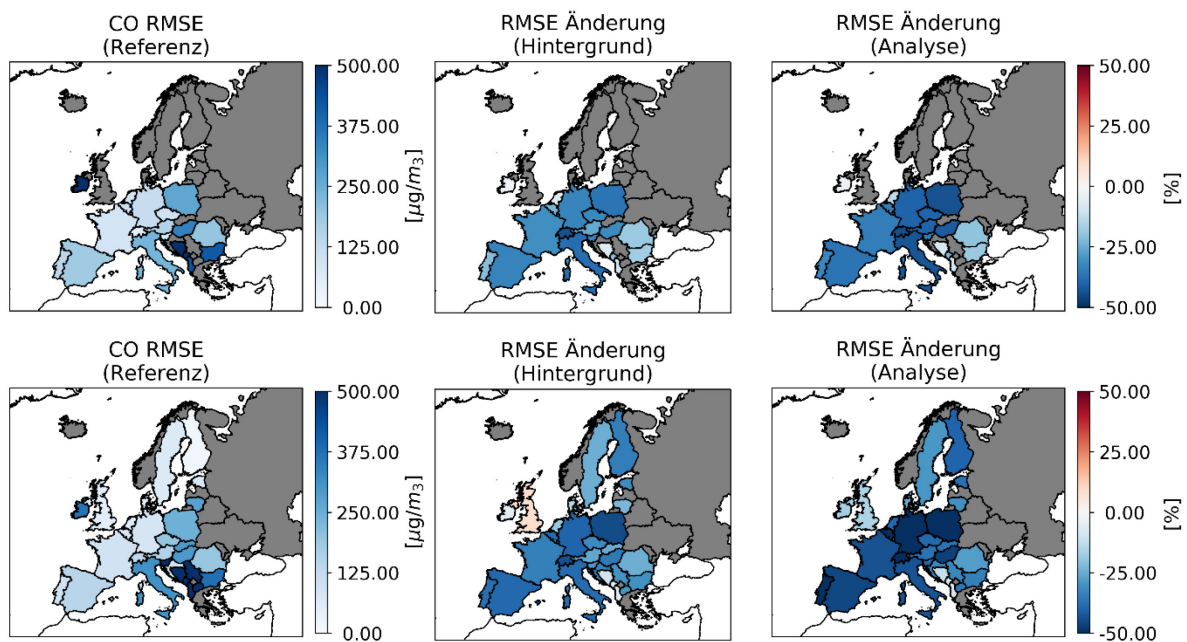 CO RMSE
(Referenz)
RMSE Änderung
(Hintergrund)
RMSE Änderung
(Analyse)
500.00
375.00
250.00
125.00
0.00
[μg/m₃]
50.00
25.00
0.00
-25.00
-50.00
[%]
CO RMSE
(Referenz)
RMSE Änderung
(Hintergrund)
RMSE Änderung
(Analyse)
500.00
375.00
250.00
125.00
0.00
[μg/m₃]
50.00
25.00
0.00
-25.00
-50.00
[%]